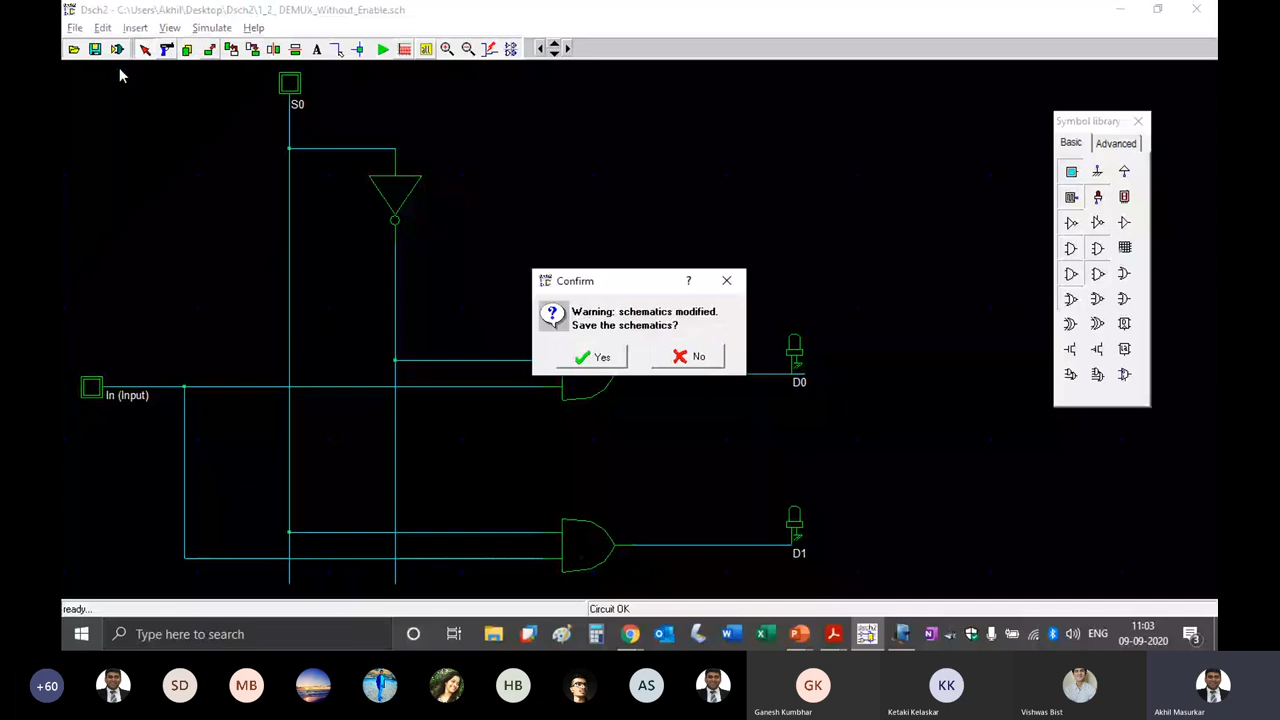 Dsch2 - C:\Users\Akhil\Desktop\Dsch2\1_2_ DEMUX_Without_Enable.sch
File Edit Insert View Simulate Help
A
S0
Symbol library
Basic Advanced
Confirm ?
Warning: schematics modified.
Save the schematics?
Yes No
D0
In (Input)
D1
ready... Circuit OK
Type here to search
ENG
11:03
09-09-2020
3
+60 SD MB HB AS GK KK
Ganesh Kumbhar Ketaki Kelaskar Vishwas Bist Akhil Masurkar